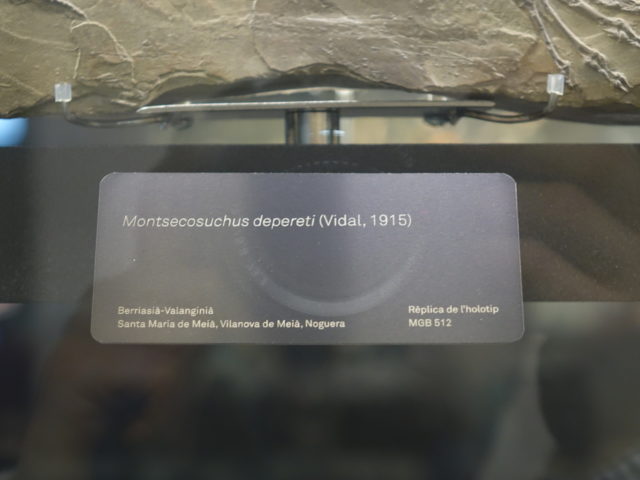 Montsecosuchus depereti (Vidal, 1915)
Berriasià-Valanginià
Santa Maria de Meià, Vilanova de Meià, Noguera
Rèplica de l'holotip
MGB 512